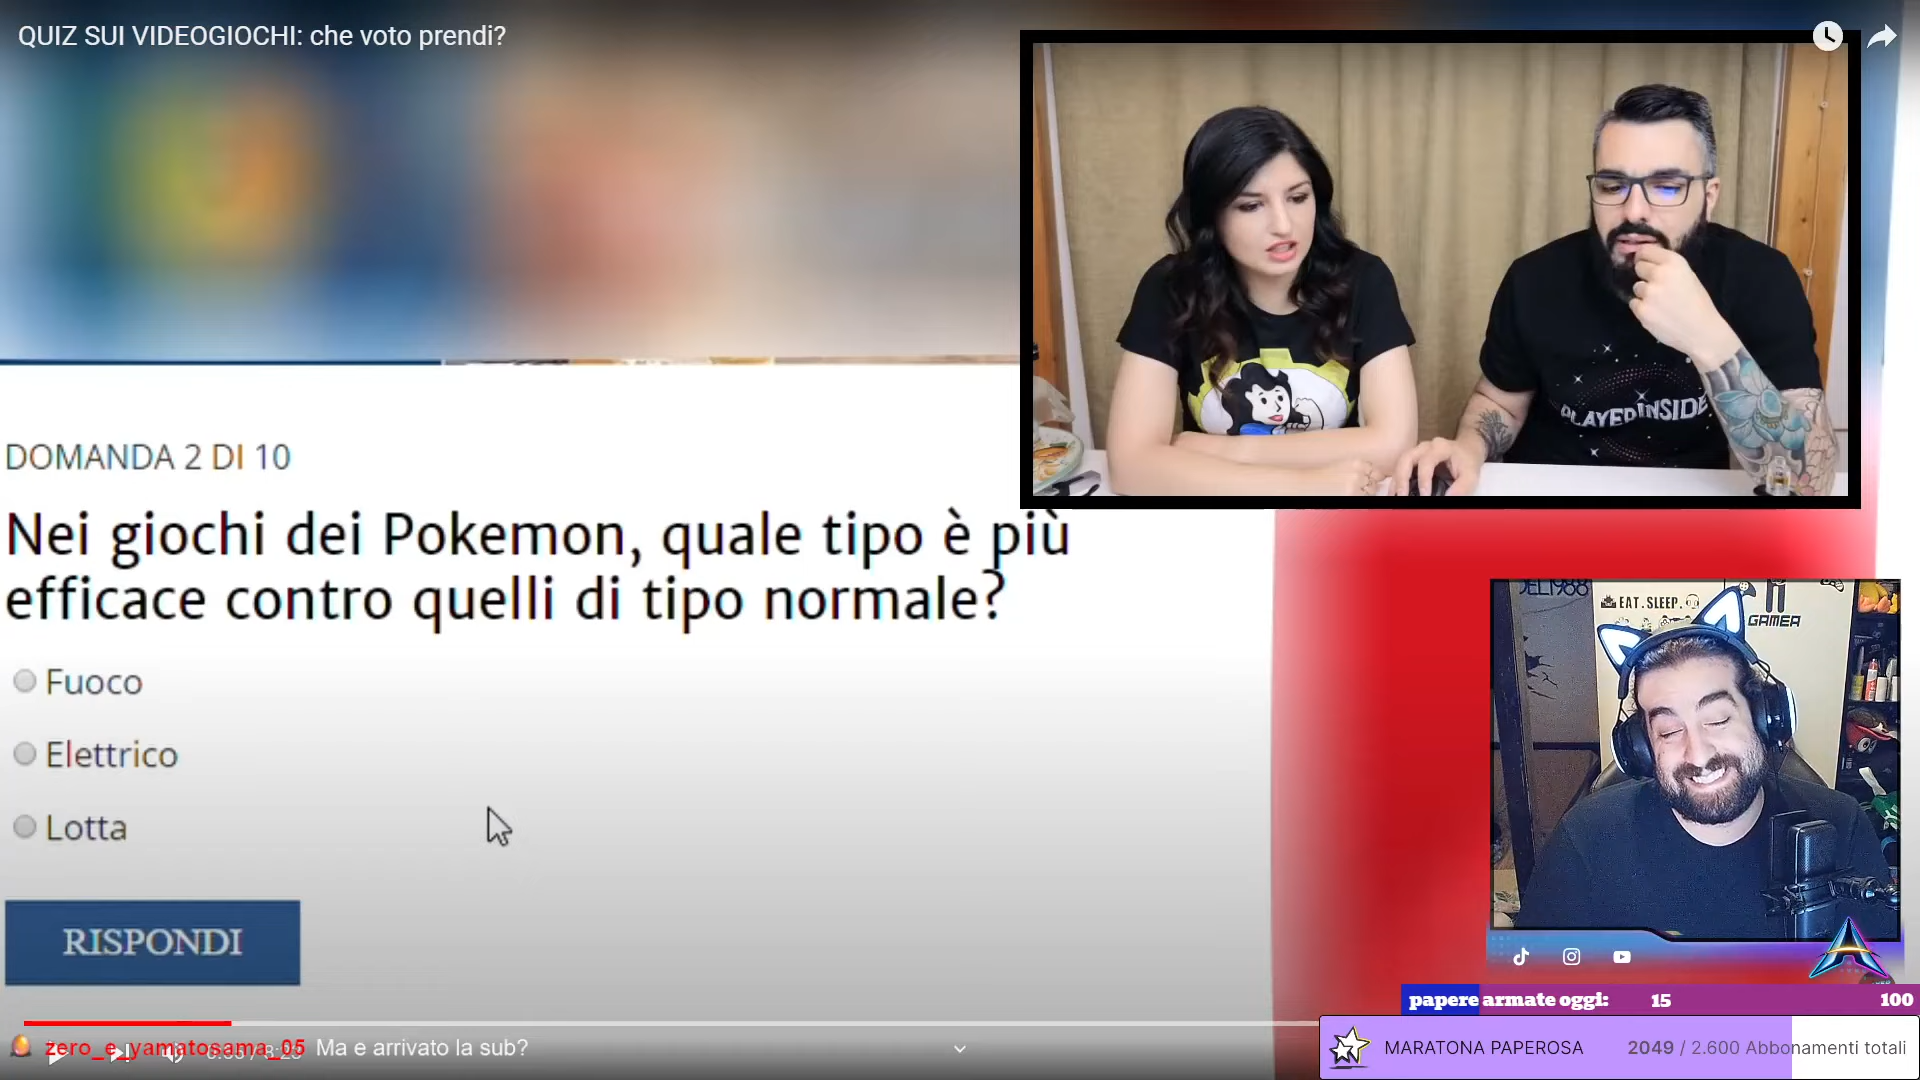 QUIZ SUI VIDEOGIOCHI: che voto prendi?
PLAYERINSIDE
DOMANDA 2 DI 10
Nei giochi dei Pokemon, quale tipo è più
efficace contro quelli di tipo normale?
Fuoco
Elettrico
Lotta
RISPONDI
EAT.SLEEP.
GAMER
papere armate oggi: 15 100
zero_e_yamatosama_05 Ma e arrivato la sub?
MARATONA PAPEROSA 2049 / 2.600 Abbonamenti totali